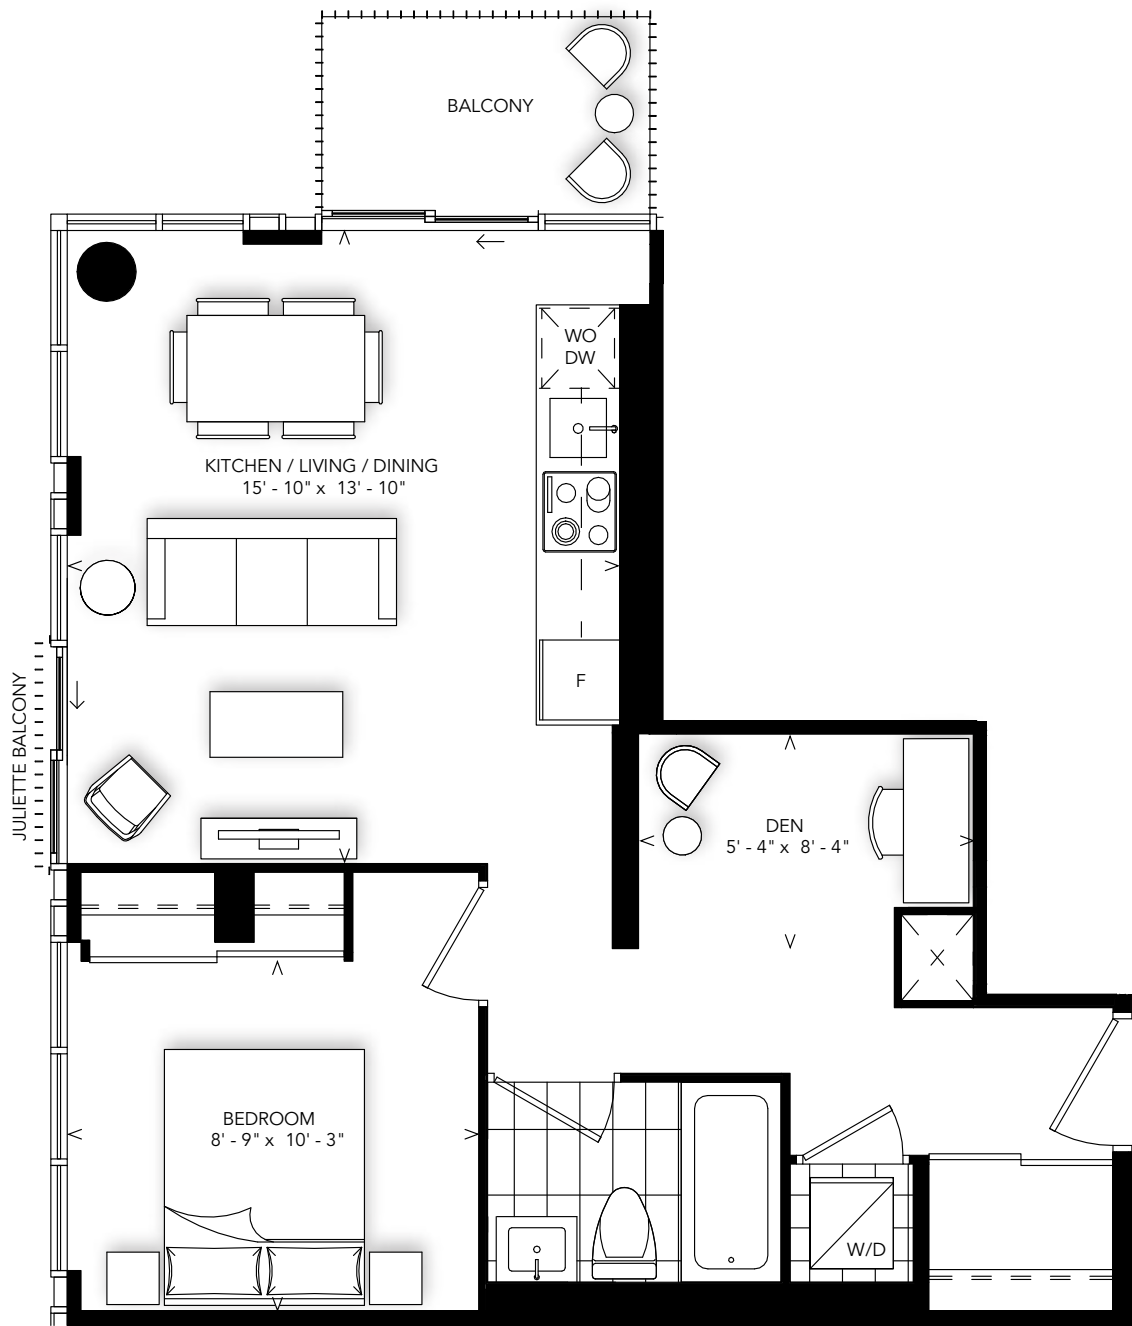 BALCONY
WO
DW
KITCHEN / LIVING / DINING
15' - 10" x 13' - 10"
F
JULIETTE BALCONY
DEN
5' - 4" x 8' - 4"
X
BEDROOM
8' - 9" x 10' - 3"
W/D